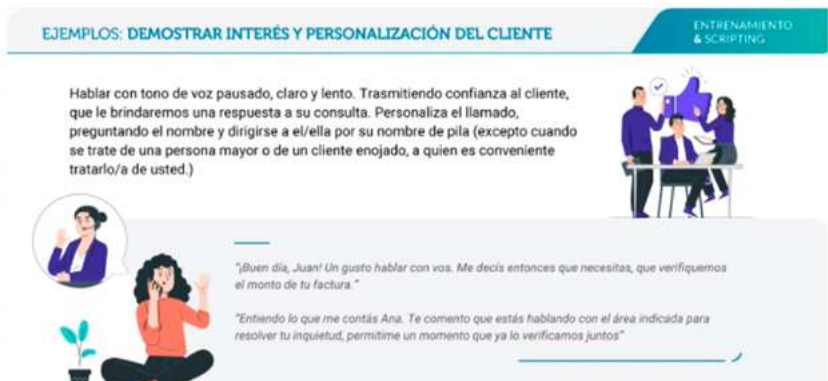 EJEMPLOS: DEMOSTRAR INTERÉS Y PERSONALIZACIÓN DEL CLIENTE
ENTRENAMIENTO
& SCRIPTING
Hablar con tono de voz pausado, claro y lento. Trasmitiendo confianza al cliente,
que le brindaremos una respuesta a su consulta. Personaliza el llamado,
preguntando el nombre y dirigirse a el/ella por su nombre de pila (excepto cuando
se trate de una persona mayor o de un cliente enojado, a quien es conveniente
tratarlo/a de usted.)
"¡Buen día, Juan! Un gusto hablar con vos. Me decís entonces que necesitas, que verifiquemos
el monto de tu factura."
"Entiendo lo que me contás Ana. Te comento que estás hablando con el área indicada para
resolver tu inquietud, permitime un momento que ya lo verificamos juntos"